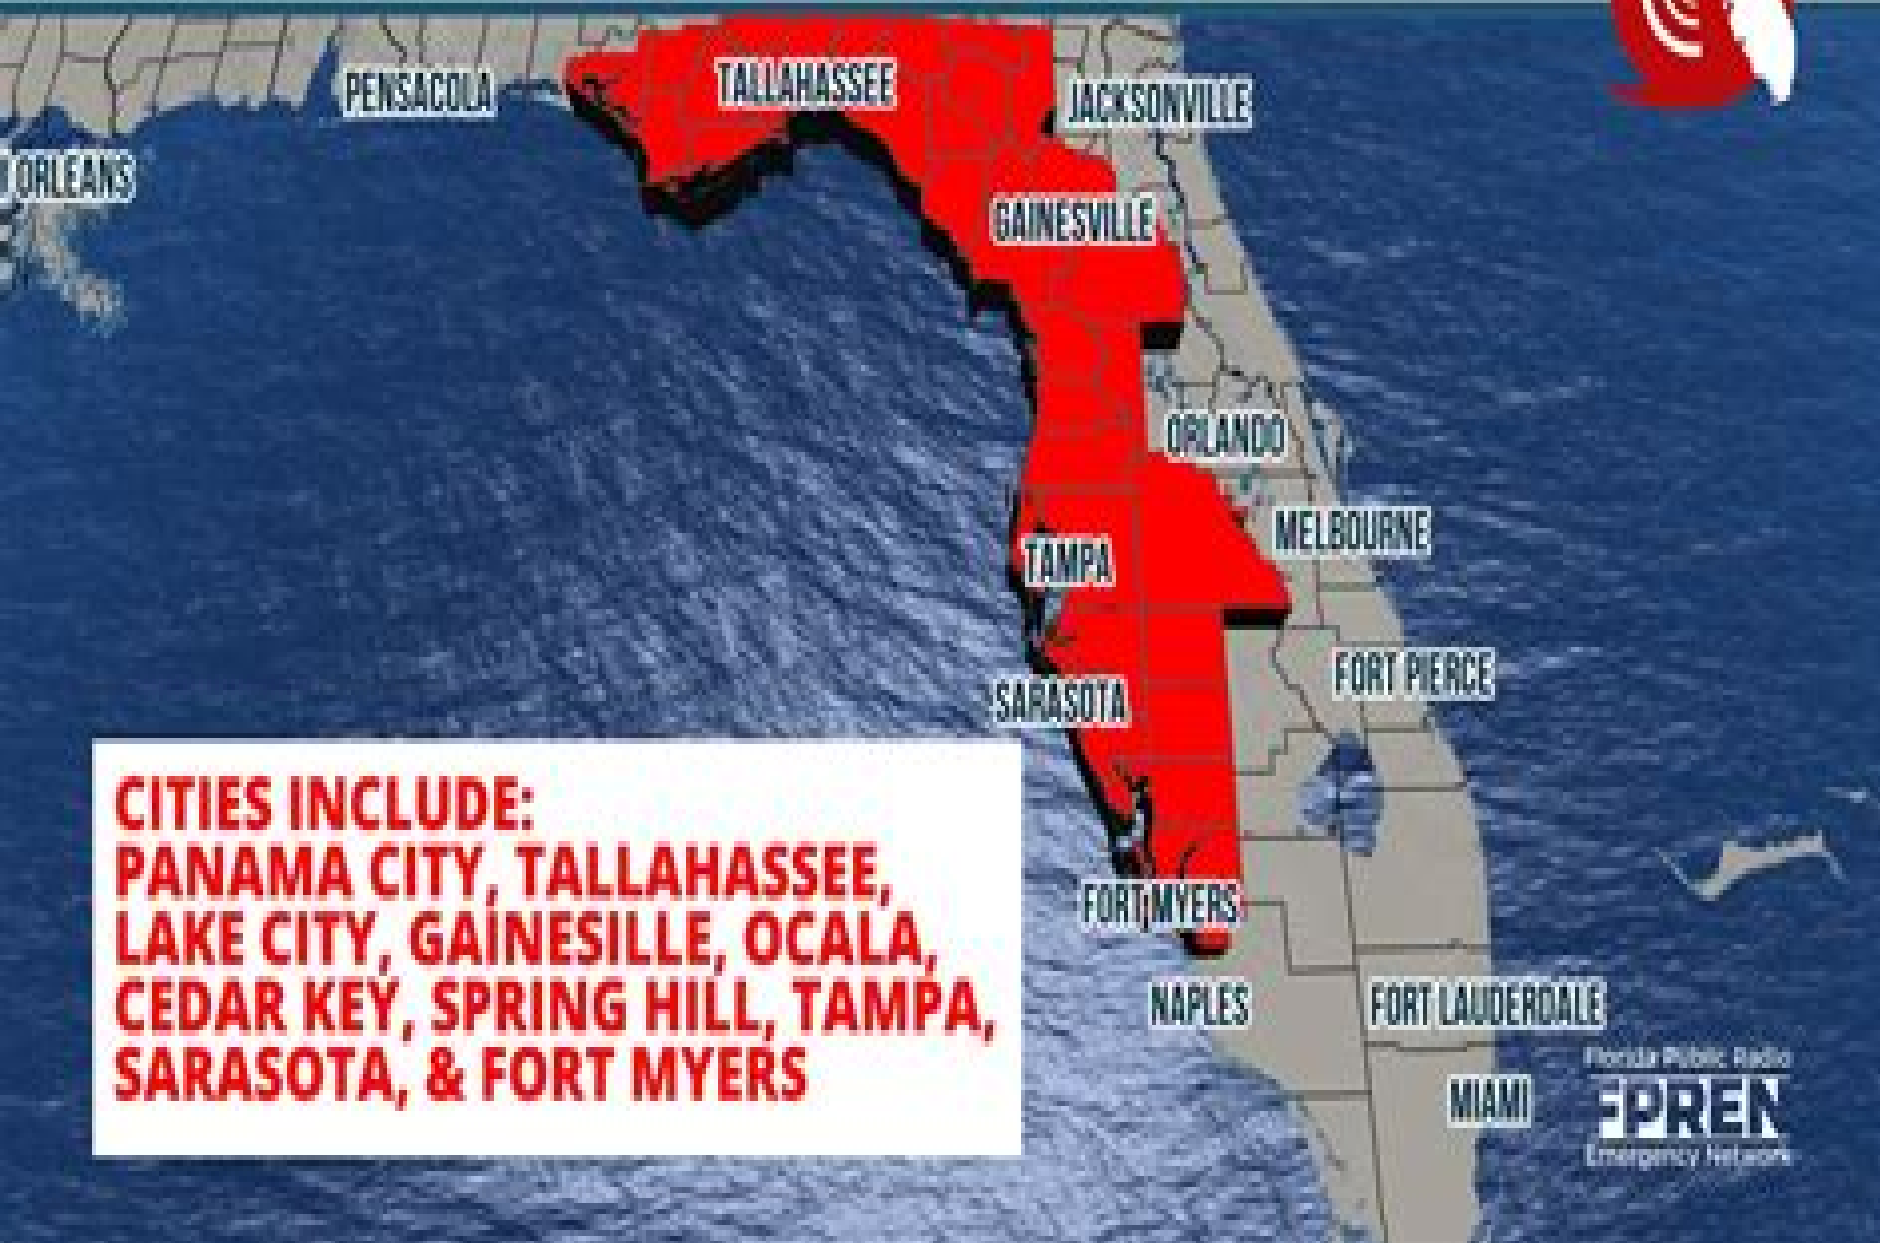 PENSACOLA
TALLAHASSEE
JACKSONVILLE
ORLEANS
GAINESVILLE
ORLANDO
MELBOURNE
TAMPA
FORT PIERCE
SARASOTA
CITIES INCLUDE:
PANAMA CITY, TALLAHASSEE,
LAKE CITY, GAINESILLE, OCALA,
CEDAR KEY, SPRING HILL, TAMPA,
SARASOTA, & FORT MYERS
FORT MYERS
NAPLES
FORT LAUDERDALE
MIAMI
Florida Public Radio
FPREN
Emergency Network